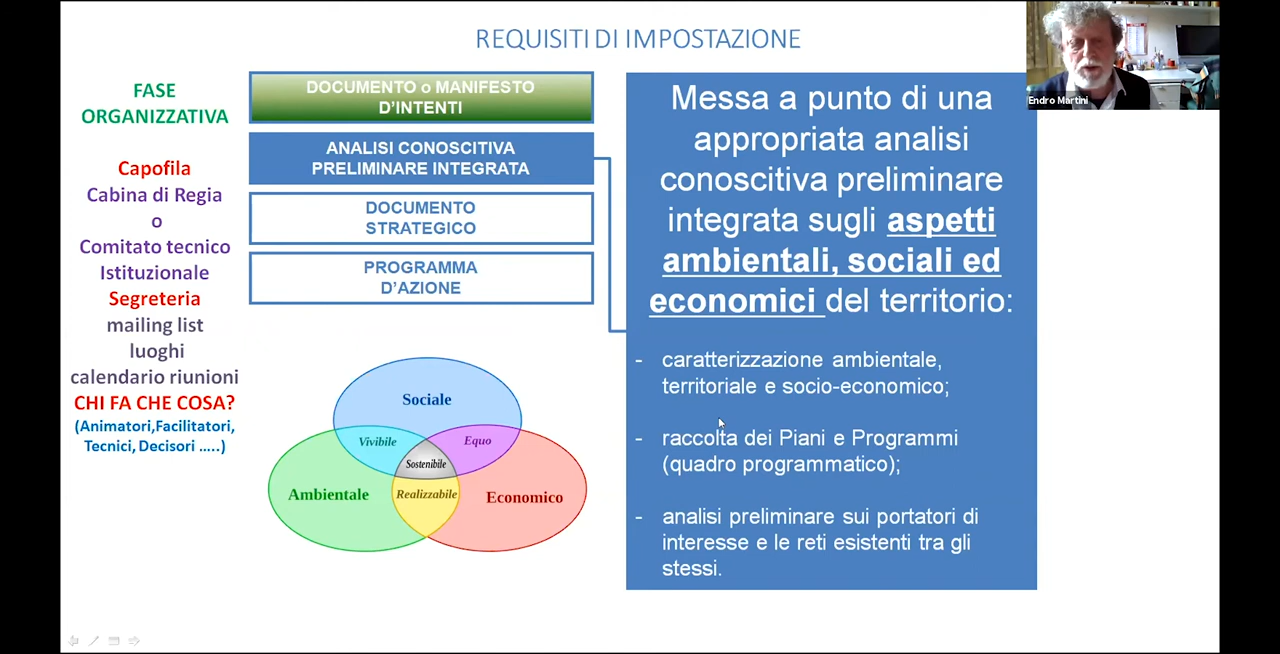 REQUISITI DI IMPOSTAZIONE
Endro Martini
FASE
ORGANIZZATIVA
Capofila
Cabina di Regia
o
Comitato tecnico
Istituzionale
Segreteria
mailing list
luoghi
calendario riunioni
CHI FA CHE COSA?
(Animatori,Facilitatori,
Tecnici, Decisori …..)
DOCUMENTO o MANIFESTO
D’INTENTI
ANALISI CONOSCITIVA
PRELIMINARE INTEGRATA
DOCUMENTO
STRATEGICO
PROGRAMMA
D’AZIONE
Sociale
Vivibile
Equo
Sostenibile
Ambientale
Realizzabile
Economico
Messa a punto di una
appropriata analisi
conoscitiva preliminare
integrata sugli aspetti
ambientali, sociali ed
economici del territorio:
- caratterizzazione ambientale,
territoriale e socio-economico;
- raccolta dei Piani e Programmi
(quadro programmatico);
- analisi preliminare sui portatori di
interesse e le reti esistenti tra gli
stessi.